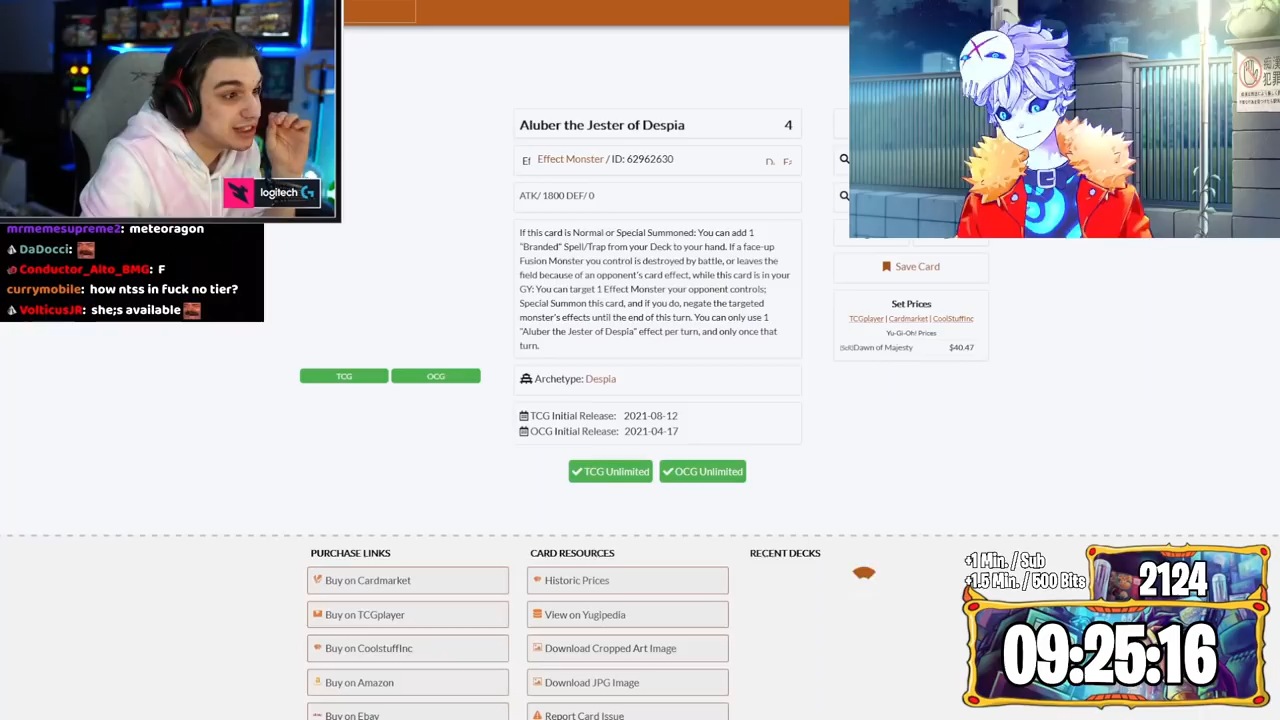 logitech G
mrmemesupreme2: meteoragon
DaDocci:
Conductor_Alto_BMG: F
currymobile: how ntss in fuck no tier?
VolticusJR: she;s available
TCG
OCG
Aluber the Jester of Despia 4
Effect Monster / ID: 62962630
ATK/ 1800 DEF/ 0
If this card is Normal or Special Summoned: You can add 1
"Branded" Spell/Trap from your Deck to your hand. If a face-up
Fusion Monster you control is destroyed by battle, or leaves the
field because of an opponent's card effect, while this card is in your
GY: You can target 1 Effect Monster your opponent controls;
Special Summon this card, and if you do, negate the targeted
monster's effects until the end of this turn. You can only use 1
"Aluber the Jester of Despia" effect per turn, and only once that
turn.
Archetype: Despia
TCG Initial Release: 2021-08-12
OCG Initial Release: 2021-04-17
TCG Unlimited
OCG Unlimited
Save Card
Set Prices
TCGplayer | Cardmarket | CoolStuffInc
Yu-Gi-Oh! Prices
Dawn of Majesty $40.47
PURCHASE LINKS
Buy on Cardmarket
Buy on TCGplayer
Buy on CoolstuffInc
Buy on Amazon
Buy on Ebay
CARD RESOURCES
Historic Prices
View on Yugipedia
Download Cropped Art Image
Download JPG Image
Report Card Issue
RECENT DECKS
+1 Min. / Sub
+1.5 Min. / 500 Bits
2124
09:25:16